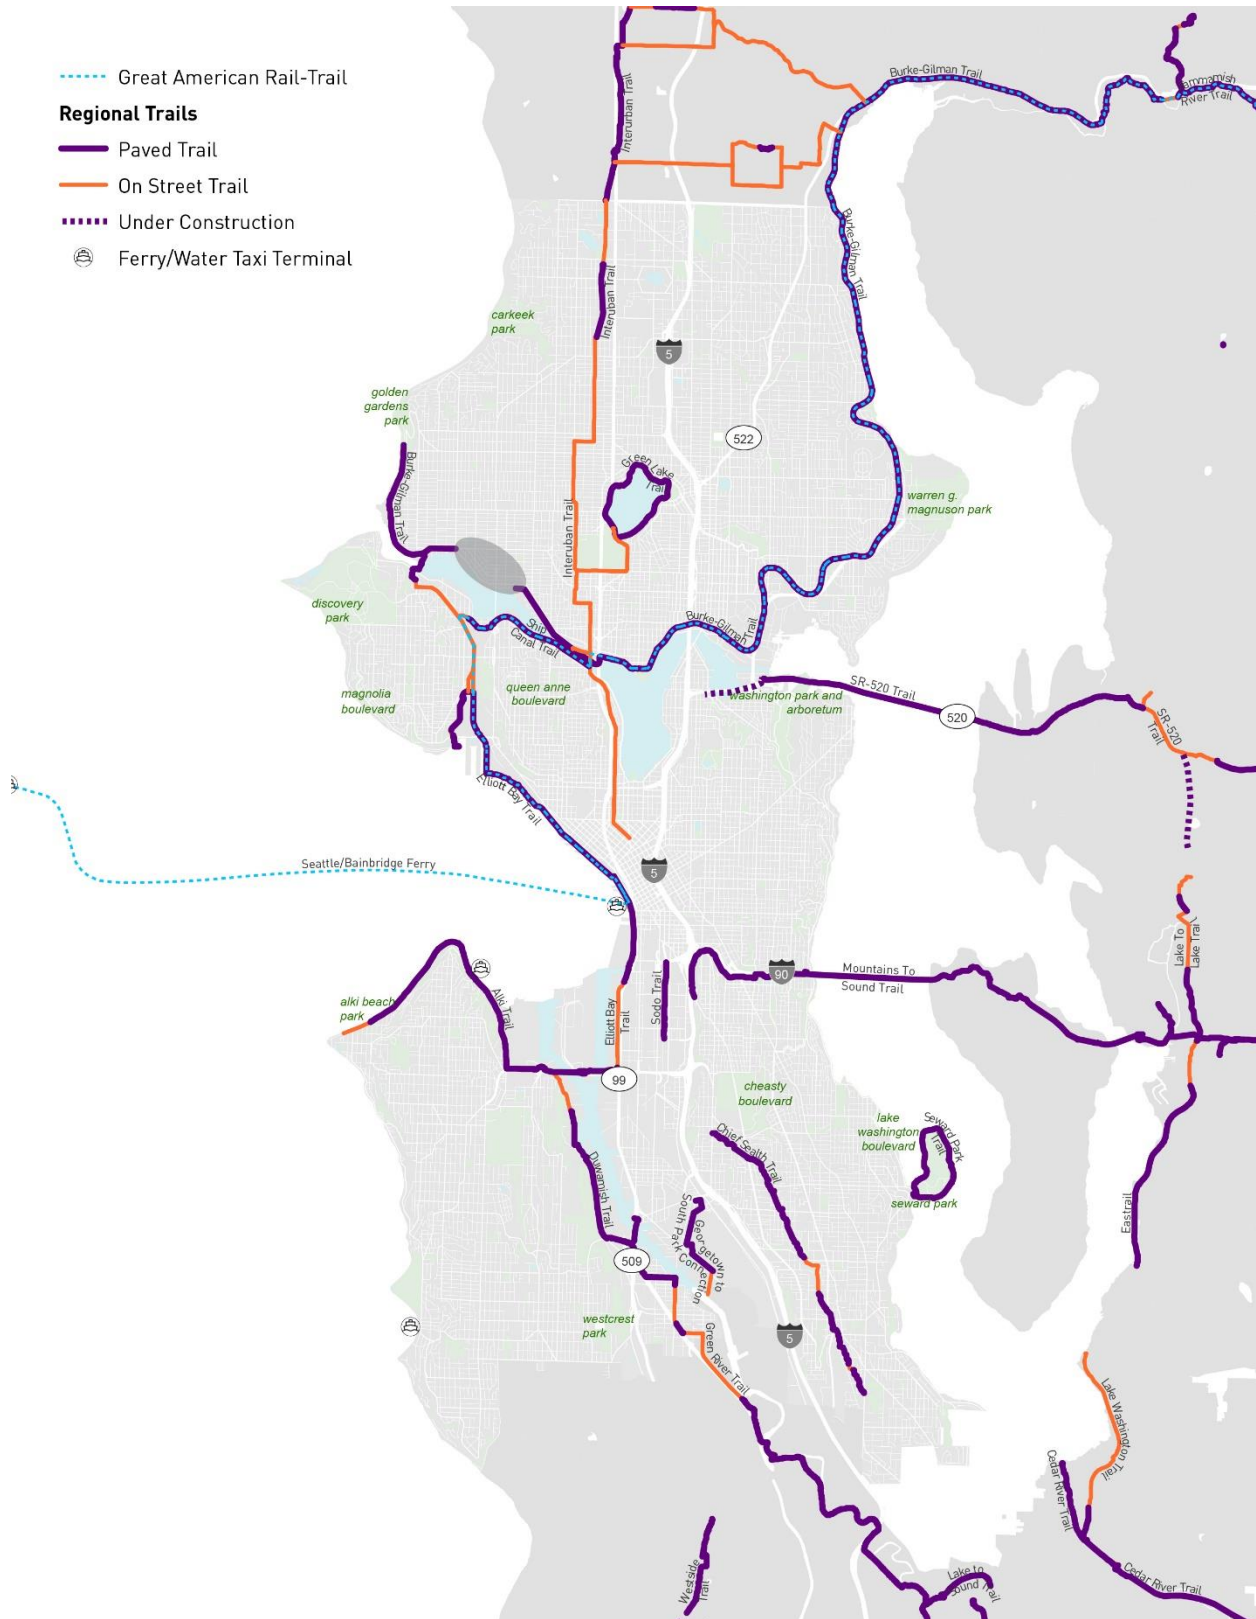 Great American Rail-Trail
Regional Trails
Paved Trail
On Street Trail
Under Construction
Ferry/Water Taxi Terminal
Burke-Gilman Trail
ammamish
River Trail
Interurban Trail
Burke-Gilman Trail
Interuban Trail
carkeek
park
5
golden
gardens
park
522
Burke-Gilman Trail
Green Lake
Trail
warren g.
magnuson park
Interuban Trail
discovery
park
Ship
Canal Trail
Burke-Gilman
Trail
magnolia
boulevard
queen anne
boulevard
washington park and
arboretum
SR-520 Trail
520
SR-520
Trail
Elliott Bay Trail
Seattle/Bainbridge Ferry
5
Lake To
Lake Trail
90
Mountains To
Sound Trail
Alki Trail
alki beach
park
Elliott Bay
Trail
Sodo Trail
99
cheasty
boulevard
lake
washington
boulevard
Seward Park
Trail
seward park
Chief Sealth Trail
Duwamish Trail
Georgetown to
South Park Connection
Eastrail
509
westcrest
park
Green River Trail
5
Lake Washington Trail
Cedar River Trail
Cedar River Trail
Westside
Trail
Lake to
Sound Trail